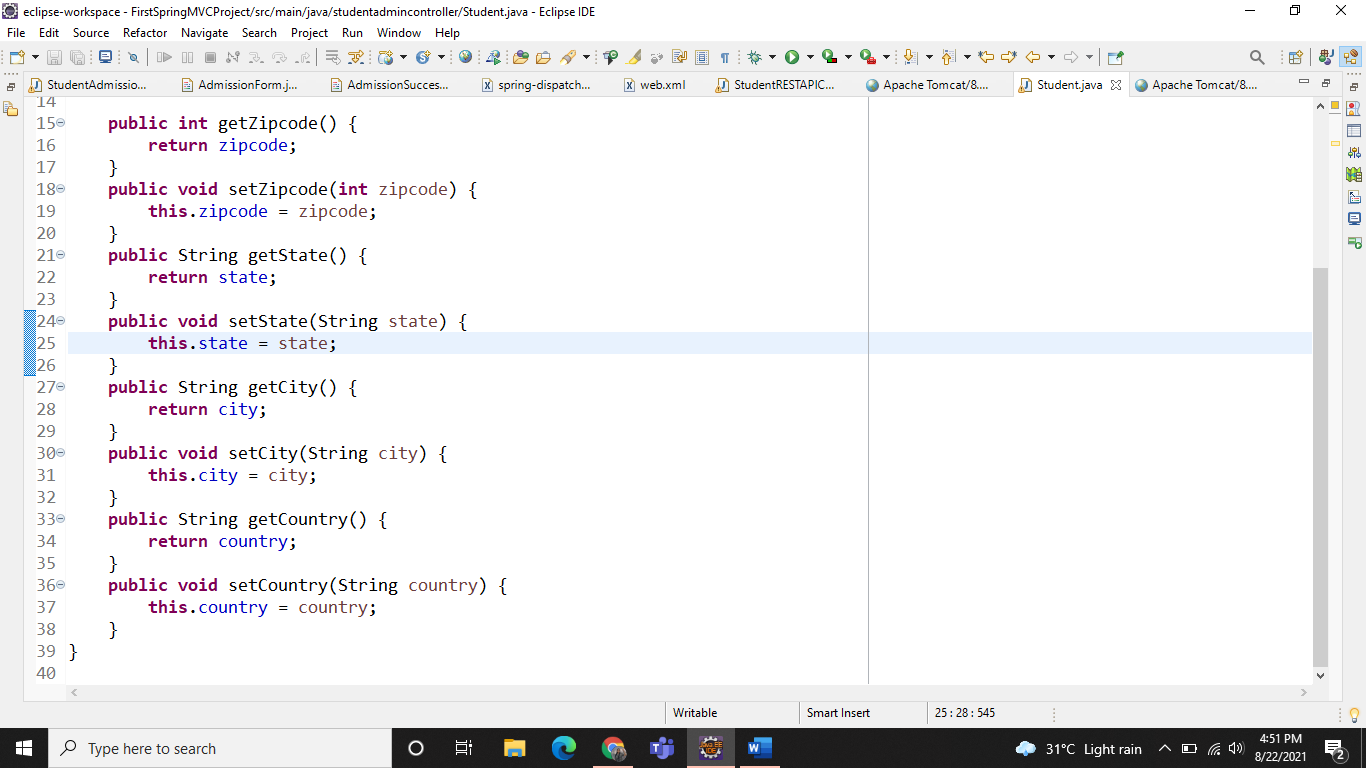 eclipse-workspace - FirstSpringMVCProject/src/main/java/studentadmincontroller/Student.java - Eclipse IDE
File Edit Source Refactor Navigate Search Project Run Window Help
StudentAdmissio... AdmissionForm.j... AdmissionSucces... spring-dispatch... web.xml StudentRESTAPIC... Apache Tomcat/8.... Student.java Apache Tomcat/8....
14
15 public int getZipcode() {
16 return zipcode;
17 }
18 public void setZipcode(int zipcode) {
19 this.zipcode = zipcode;
20 }
21 public String getState() {
22 return state;
23 }
24 public void setState(String state) {
25 this.state = state;
26 }
27 public String getCity() {
28 return city;
29 }
30 public void setCity(String city) {
31 this.city = city;
32 }
33 public String getCountry() {
34 return country;
35 }
36 public void setCountry(String country) {
37 this.country = country;
38 }
39 }
40
Writable Smart Insert 25 : 28 : 545
Type here to search
31°C Light rain
4:51 PM
8/22/2021
2